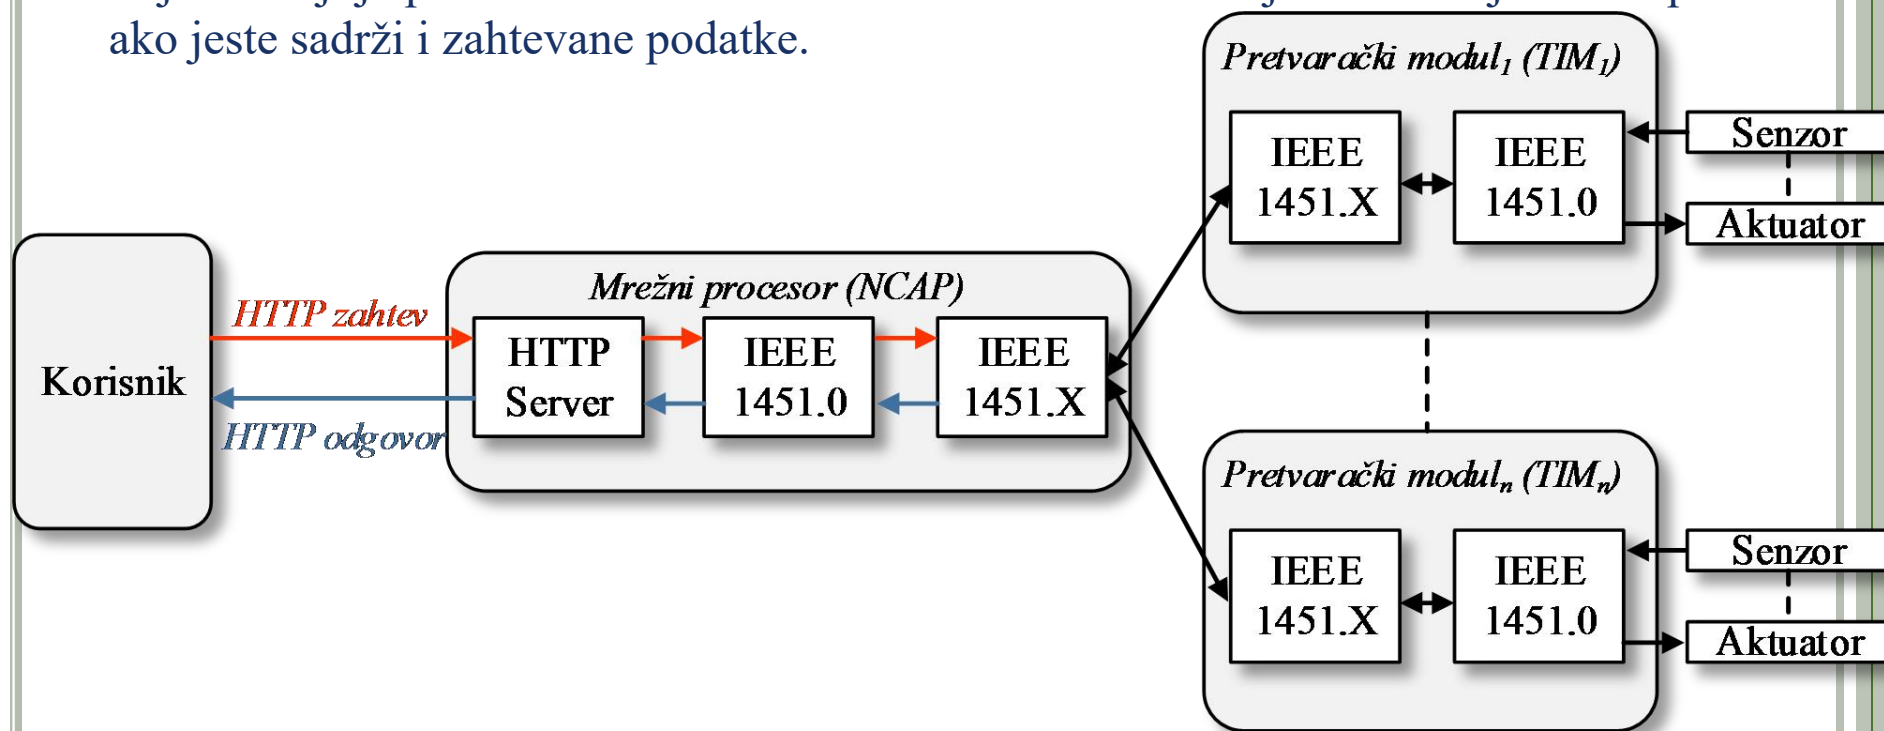 ako jeste sadrži i zahtevane podatke.
Pretvarački modul1 (TIM1)
IEEE
1451.X
IEEE
1451.0
Senzor
Aktuator
Korisnik
HTTP zahtev
HTTP odgovor
Mrežni procesor (NCAP)
HTTP
Server
IEEE
1451.0
IEEE
1451.X
Pretvarački moduln (TIMn)
IEEE
1451.X
IEEE
1451.0
Senzor
Aktuator